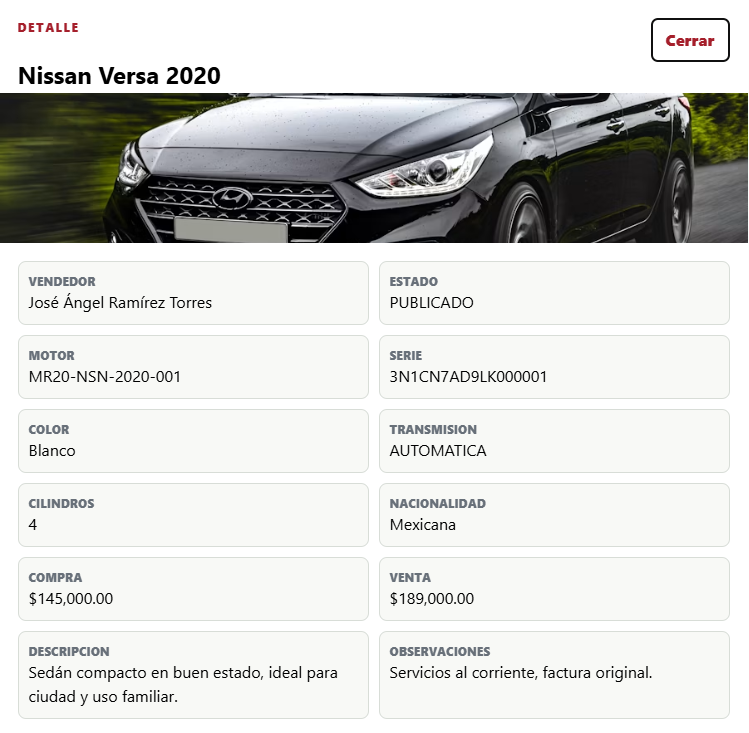 DETALLE
Cerrar
Nissan Versa 2020
VENDEDOR
José Ángel Ramírez Torres
ESTADO
PUBLICADO
MOTOR
MR20-NSN-2020-001
SERIE
3N1CN7AD9LK000001
COLOR
Blanco
TRANSMISION
AUTOMATICA
CILINDROS
4
NACIONALIDAD
Mexicana
COMPRA
$145,000.00
VENTA
$189,000.00
DESCRIPCION
Sedán compacto en buen estado, ideal para
ciudad y uso familiar.
OBSERVACIONES
Servicios al corriente, factura original.